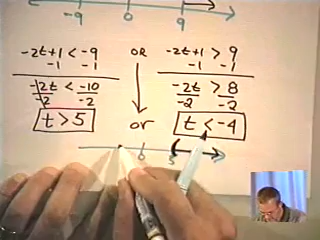 -9 0 9
-2t+1 < -9 OR -2t+1 > 9
-1 -1 -1 -1
-2t < -10 -2t > 8
-2 -2 -2 -2
t > 5 or t < -4
0 5